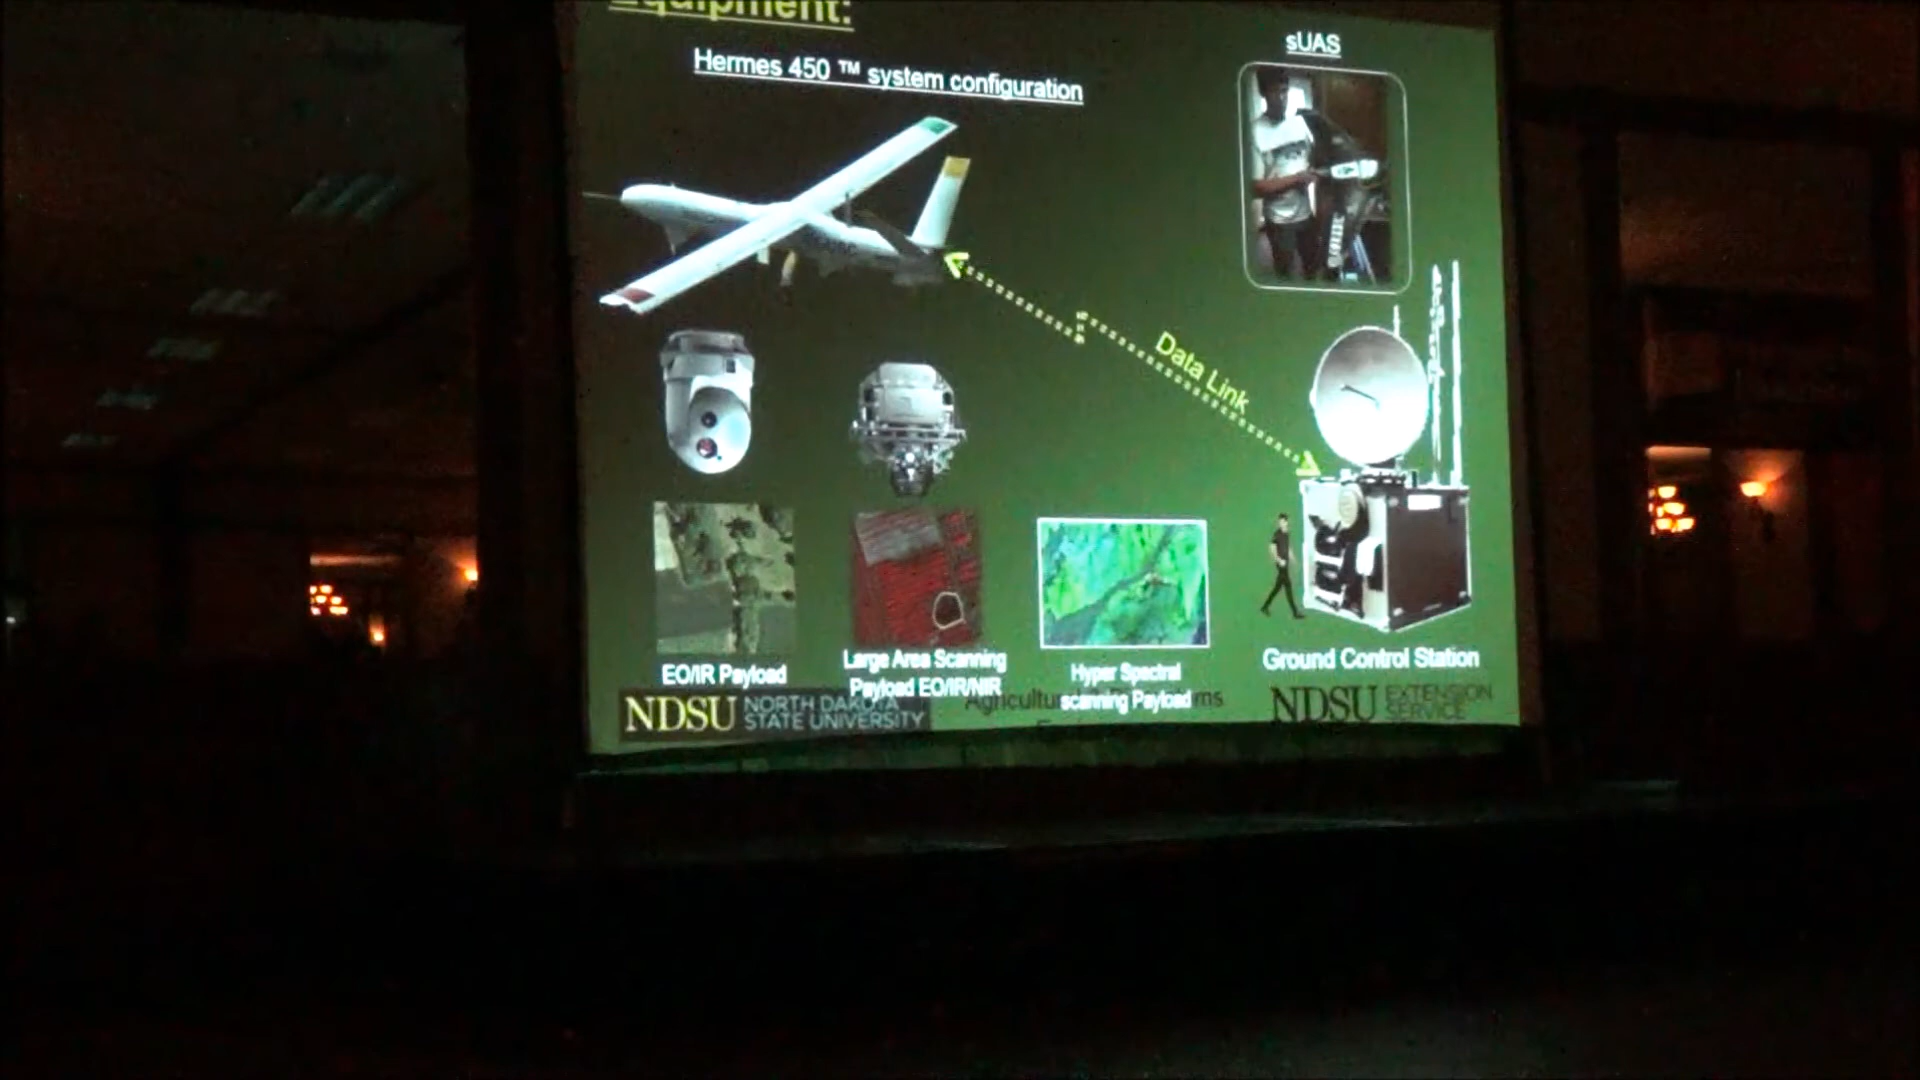 Equipment:
Hermes 450 ™ system configuration
sUAS
Data Link
EO/IR Payload
Large Area Scanning
Payload EO/IR/NIR
Hyper Spectral
scanning Payload
Ground Control Station
NDSU NORTH DAKOTA
STATE UNIVERSITY
NDSU EXTENSION
SERVICE